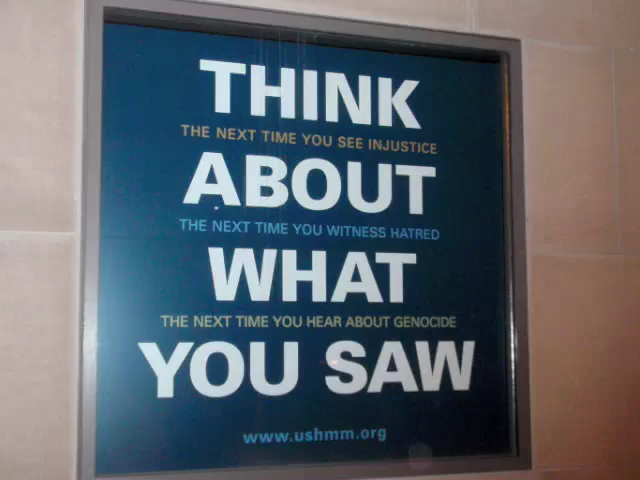 THINK
THE NEXT TIME YOU SEE INJUSTICE
ABOUT
THE NEXT TIME YOU WITNESS HATRED
WHAT
THE NEXT TIME YOU HEAR ABOUT GENOCIDE
YOU SAW
www.ushmm.org